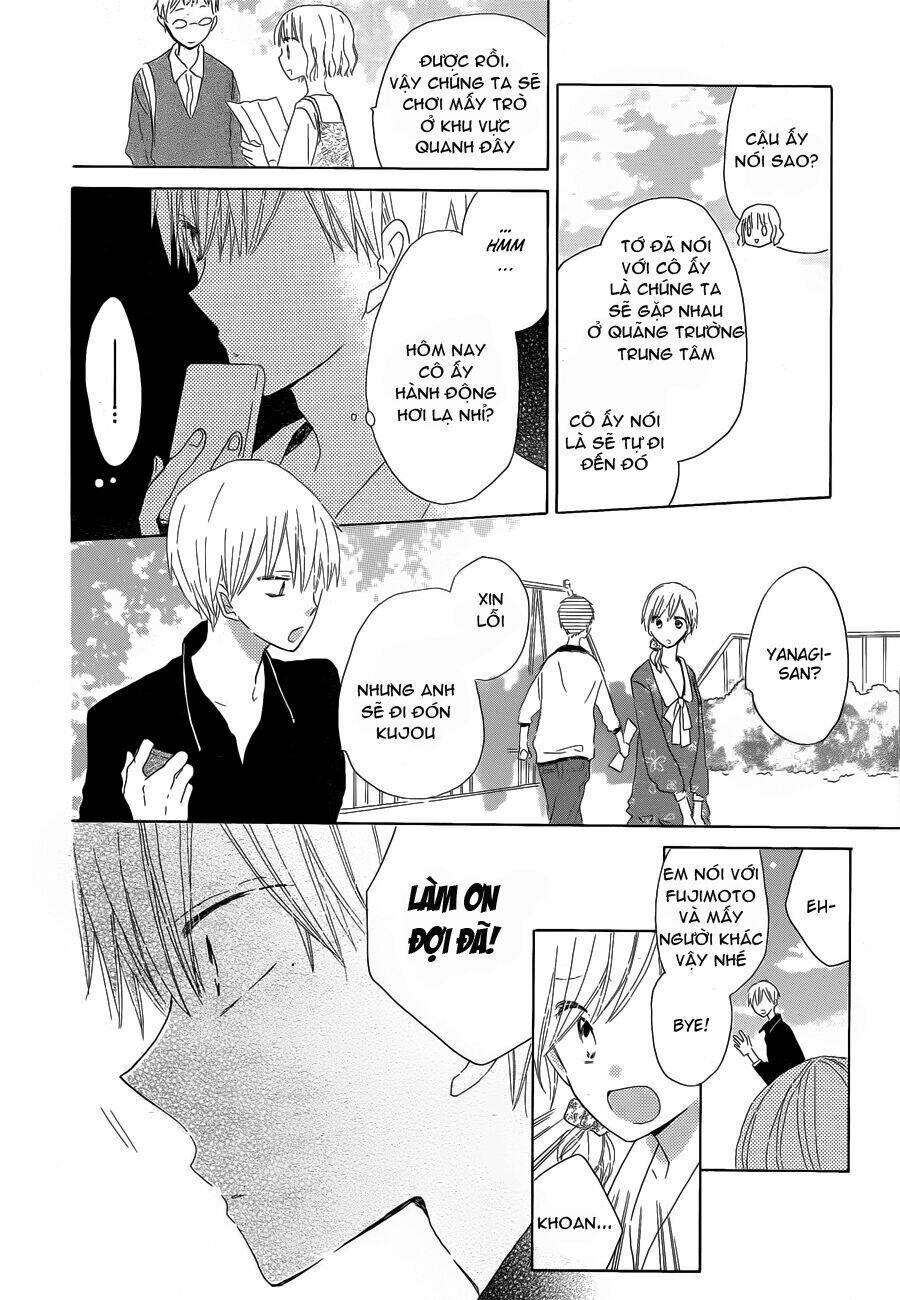 CẬU ẤY
NÓI SAO?
TỚ ĐÃ NÓI
VỚI CÔ ẤY
LÀ CHÚNG TA
SẼ GẶP NHAU
Ở QUÃNG TRƯỜNG
TRUNG TÂM
CÔ ẤY NÓI
LÀ SẼ TỰ ĐI
ĐẾN ĐÓ
ĐƯỢC RỒI,
VẬY CHÚNG TA SẼ
CHƠI MẤY TRÒ
Ở KHU VỰC
QUANH ĐÂY
...
HMM
...
HÔM NAY
CÔ ẤY
HÀNH ĐỘNG
HƠI LẠ NHỈ?
YANAGI-
SAN?
XIN
LỖI
NHƯNG ANH
SẼ ĐI ĐÓN
KUJOU
EH-
EM NÓI VỚI
FUJIMOTO
VÀ MẤY
NGƯỜI KHÁC
VẬY NHÉ
BYE!
KHOAN...
LÀM ƠN
ĐỢI ĐÃ!